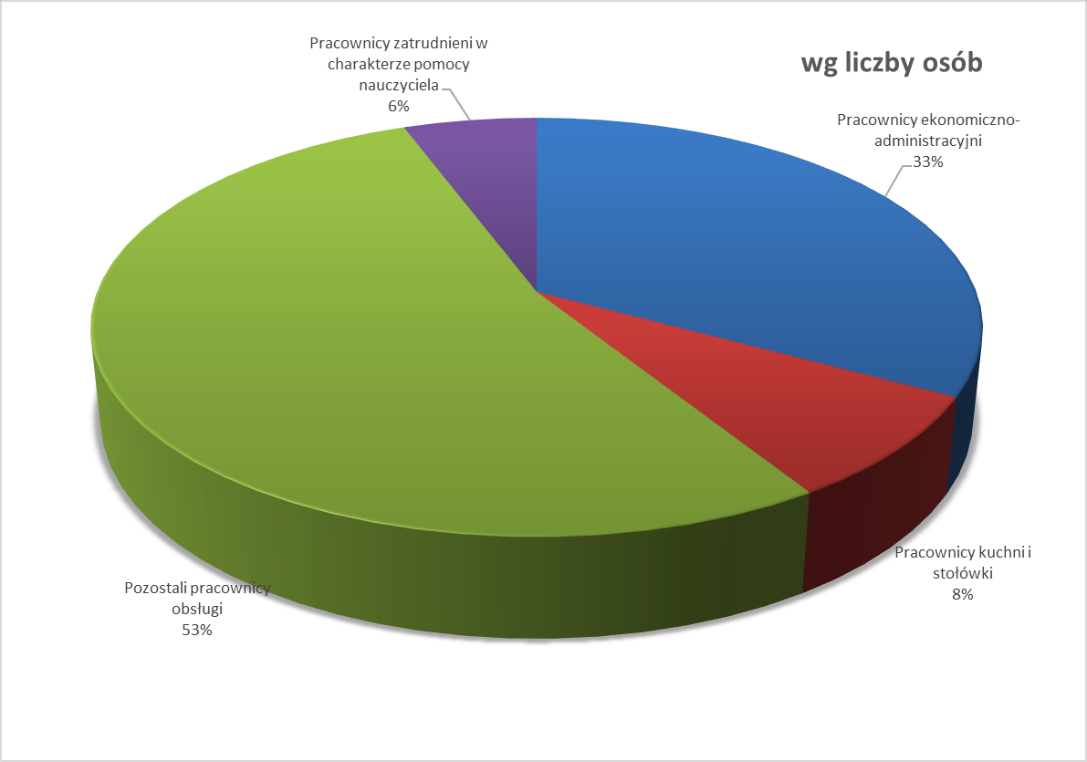 wg liczby osób
Pracownicy zatrudnieni w
charakterze pomocy
nauczyciela
6%
Pracownicy ekonomiczno-
administracyjni
33%
Pracownicy kuchni i
stołówki
8%
Pozostali pracownicy
obsługi
53%